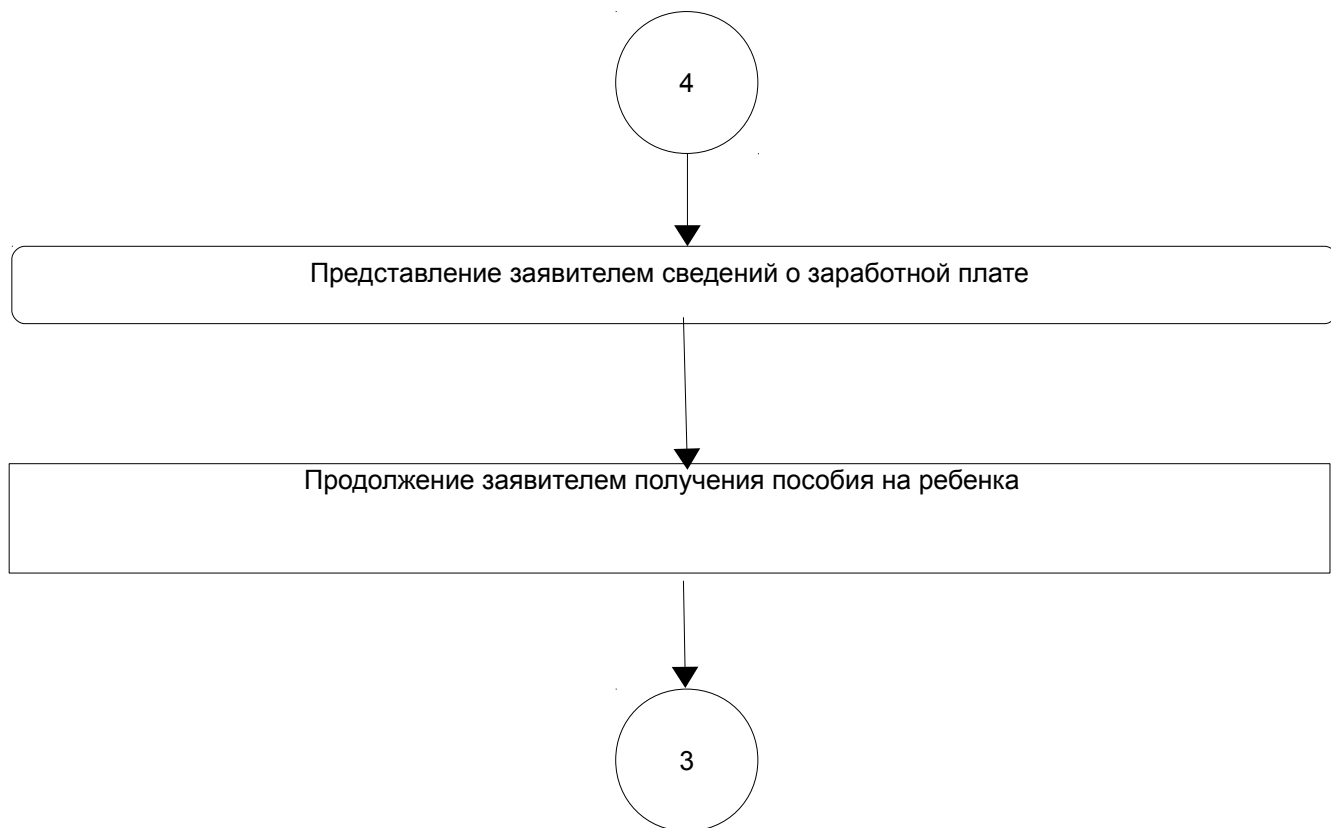 4
Представление заявителем сведений о заработной плате
Продолжение заявителем получения пособия на ребенка
3